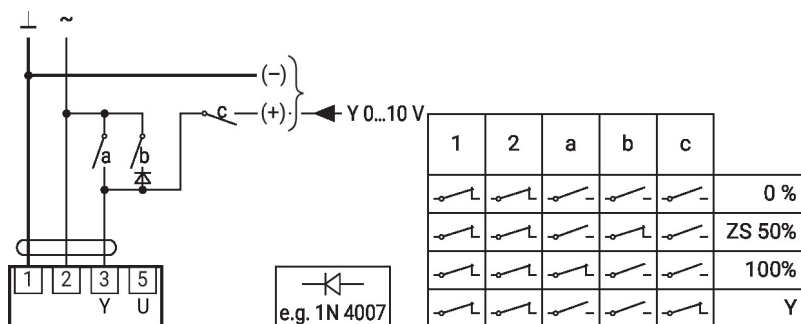 ⊥ ~
(–)
c (+) Y 0...10 V
a b
1 2 3 5
Y U
e.g. 1N 4007
1 2 a b c
0 %
ZS 50%
100%
Y